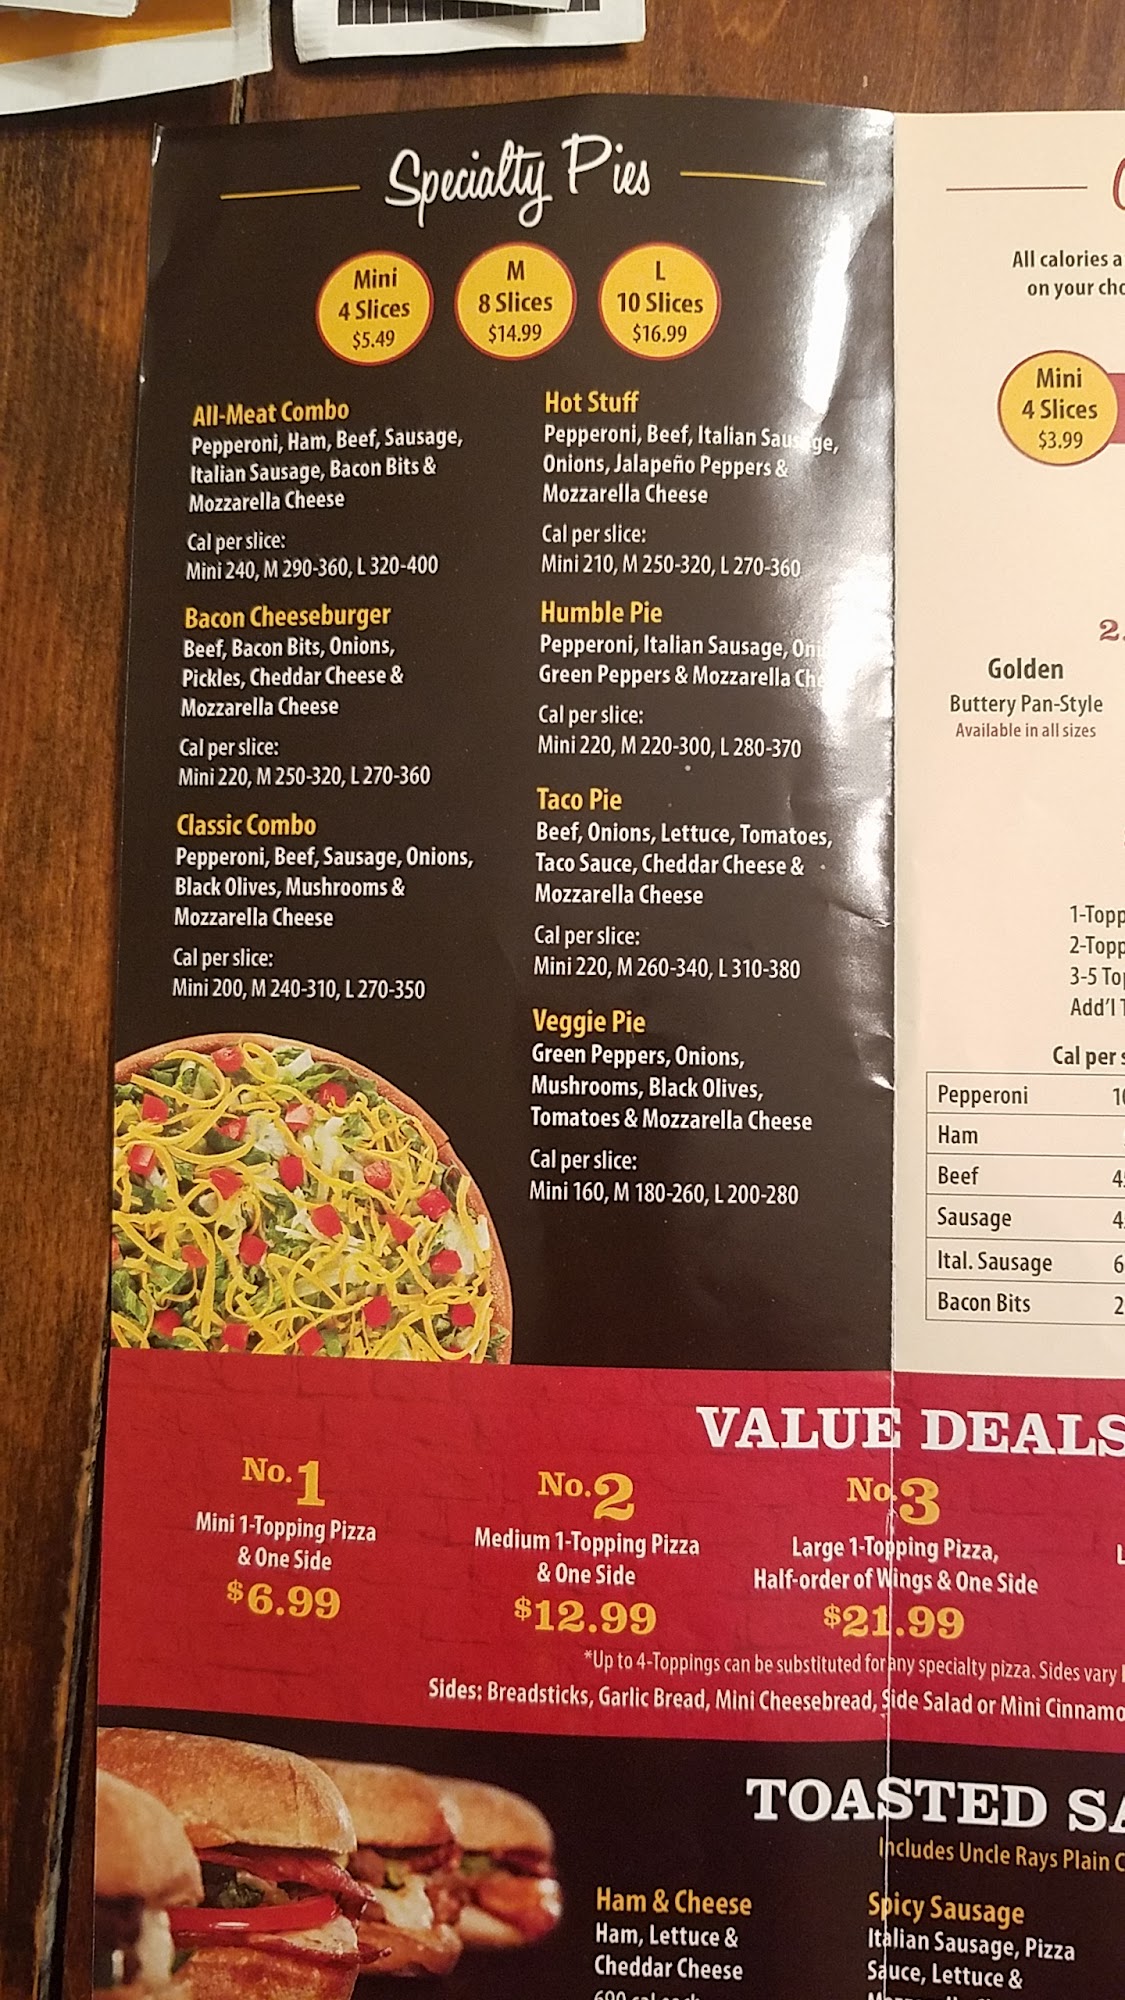 Specialty Pies
Mini
4 Slices
$5.49
M
8 Slices
$14.99
L
10 Slices
$16.99
All-Meat Combo
Pepperoni, Ham, Beef, Sausage,
Italian Sausage, Bacon Bits &
Mozzarella Cheese
Cal per slice:
Mini 240, M 290-360, L 320-400
Bacon Cheeseburger
Beef, Bacon Bits, Onions,
Pickles, Cheddar Cheese &
Mozzarella Cheese
Cal per slice:
Mini 220, M 250-320, L 270-360
Classic Combo
Pepperoni, Beef, Sausage, Onions,
Black Olives, Mushrooms &
Mozzarella Cheese
Cal per slice:
Mini 200, M 240-310, L 270-350
Hot Stuff
Pepperoni, Beef, Italian Sausage,
Onions, Jalapeño Peppers &
Mozzarella Cheese
Cal per slice:
Mini 210, M 250-320, L 270-360
Humble Pie
Pepperoni, Italian Sausage,
Green Peppers & Mozzarella
Cal per slice:
Mini 220, M 220-300, L 280-370
Taco Pie
Beef, Onions, Lettuce, Tomatoes,
Taco Sauce, Cheddar Cheese &
Mozzarella Cheese
Cal per slice:
Mini 220, M 260-340, L 310-380
Veggie Pie
Green Peppers, Onions,
Mushrooms, Black Olives,
Tomatoes & Mozzarella Cheese
Cal per slice:
Mini 160, M 180-260, L 200-280
All calories
on your
Mini
4 Slices
$3.99
Golden
Buttery Pan-Style
Available in all sizes
Cal per
Pepperoni
Ham
Beef
Sausage
Ital. Sausage
Bacon Bits
VALUE DEALS
No. 1
Mini 1-Topping Pizza
& One Side
$6.99
No. 2
Medium 1-Topping Pizza
& One Side
$12.99
No. 3
Large 1-Topping Pizza,
Half-order of Wings & One Side
$21.99
*Up to 4-Toppings can be substituted for any specialty pizza. Sides vary
Sides: Breadsticks, Garlic Bread, Mini Cheesebread, Side Salad or Mini
TOASTED
Includes Uncle Rays Plain
Ham & Cheese
Ham, Lettuce &
Cheddar Cheese
Spicy Sausage
Italian Sausage, Pizza
Sauce, Lettuce &